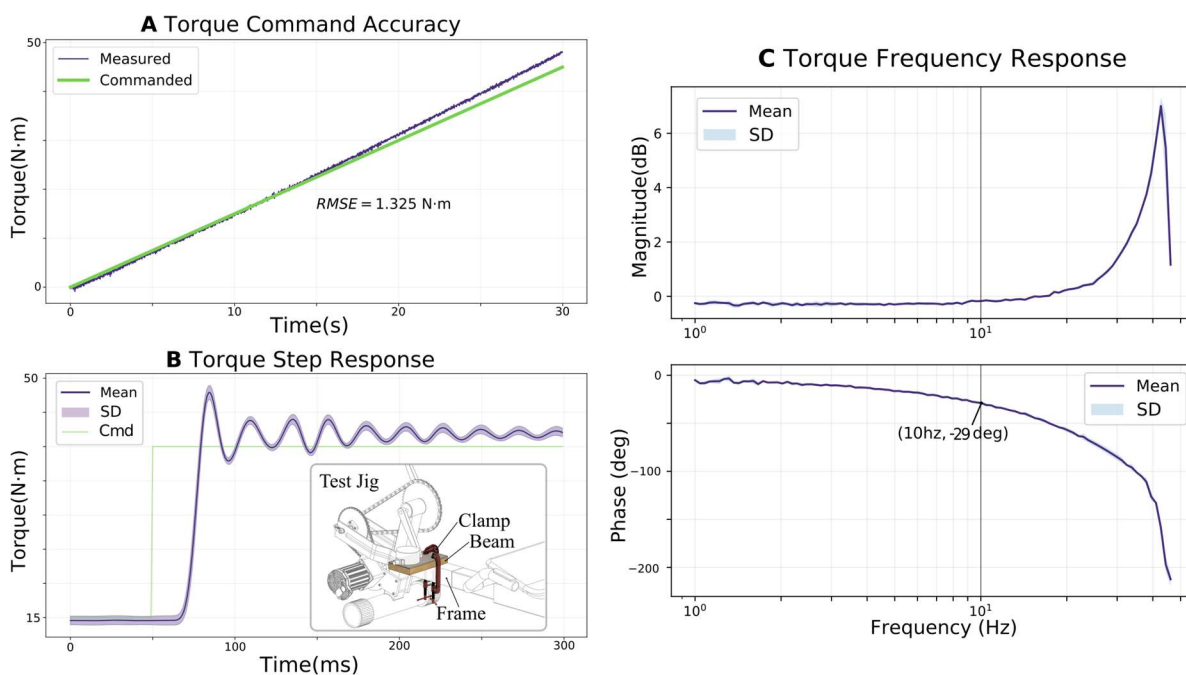 A Torque Command Accuracy
50
Measured
Commanded
Torque(N·m)
RMSE = 1.325 N·m
0
0
10
20
30
Time(s)
B Torque Step Response
50
Mean
SD
Cmd
Torque(N·m)
Test Jig
Clamp
Beam
Frame
15
0
100
200
300
Time(ms)
C Torque Frequency Response
Mean
SD
Magnitude(dB)
6
4
2
0
10⁰
10¹
Mean
SD
Phase (deg)
0
−100
−200
(10hz, -29 deg)
10⁰
10¹
Frequency (Hz)